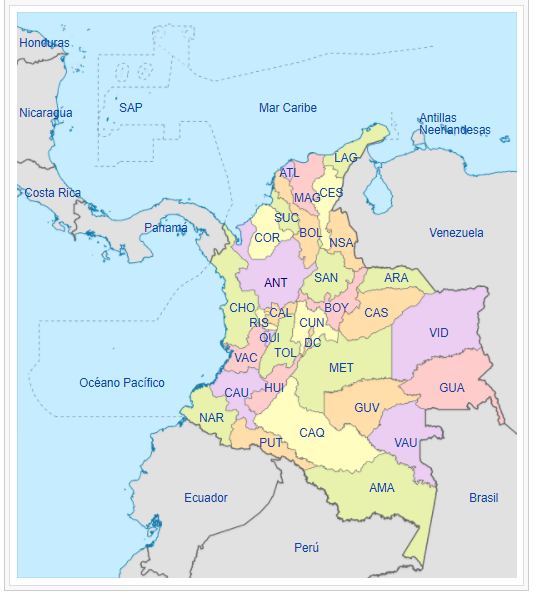 Honduras
Nicaragua
SAP
Mar Caribe
Antillas
Neerlandesas
Costa Rica
Panamá
Venezuela
LAG
ATL
MAG
CES
SUC
COR
BOL
NSA
ANT
SAN
ARA
CHO
CAL
BOY
CAS
RIS
CUN
VID
QUI
DC
VAC
TOL
MET
Océano Pacífico
CAU
HUI
GUA
NAR
GUV
PUT
CAQ
VAU
AMA
Ecuador
Brasil
Perú